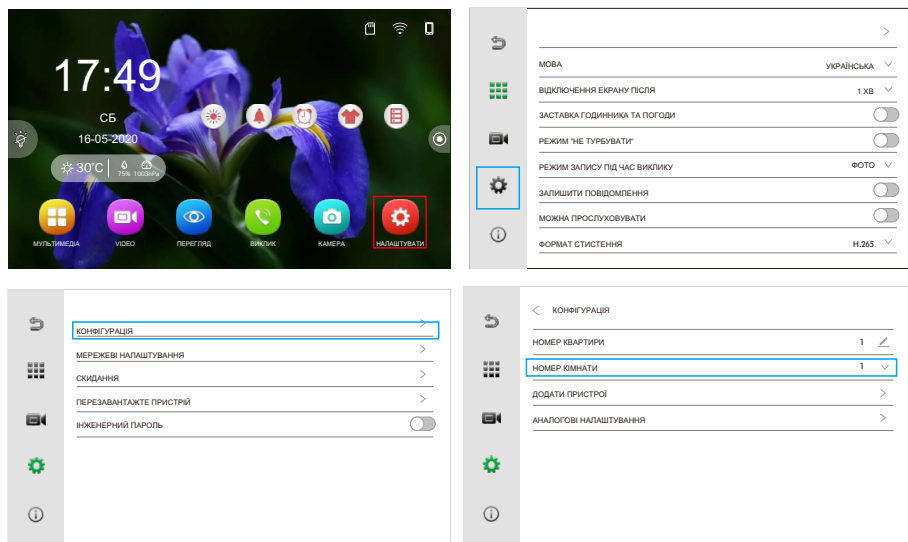 17:49
СБ
16-05-2020
30°C 75% 1003hPa
МУЛЬТИМЕДІА VIDEO ПЕРЕГЛЯД ВИКЛИК КАМЕРА НАЛАШТУВАТИ
МОВА УКРАЇНСЬКА
ВІДКЛЮЧЕННЯ ЕКРАНУ ПІСЛЯ 1 ХВ
ЗАСТАВКА ГОДИННИКА ТА ПОГОДИ
РЕЖИМ "НЕ ТУРБУВАТИ"
РЕЖИМ ЗАПИСУ ПІД ЧАС ВИКЛИКУ ФОТО
ЗАЛИШИТИ ПОВІДОМЛЕННЯ
МОЖНА ПРОСЛУХОВУВАТИ
ФОРМАТ СТИСТЕННЯ H.265
КОНФІГУРАЦІЯ
МЕРЕЖЕВІ НАЛАШТУВАННЯ
СКИДАННЯ
ПЕРЕЗАВАНТАЖТЕ ПРИСТРІЙ
ІНЖЕНЕРНИЙ ПАРОЛЬ
КОНФІГУРАЦІЯ
НОМЕР КВАРТИРИ 1
НОМЕР КІМНАТИ 1
ДОДАТИ ПРИСТРОЇ
АНАЛОГОВІ НАЛАШТУВАННЯ